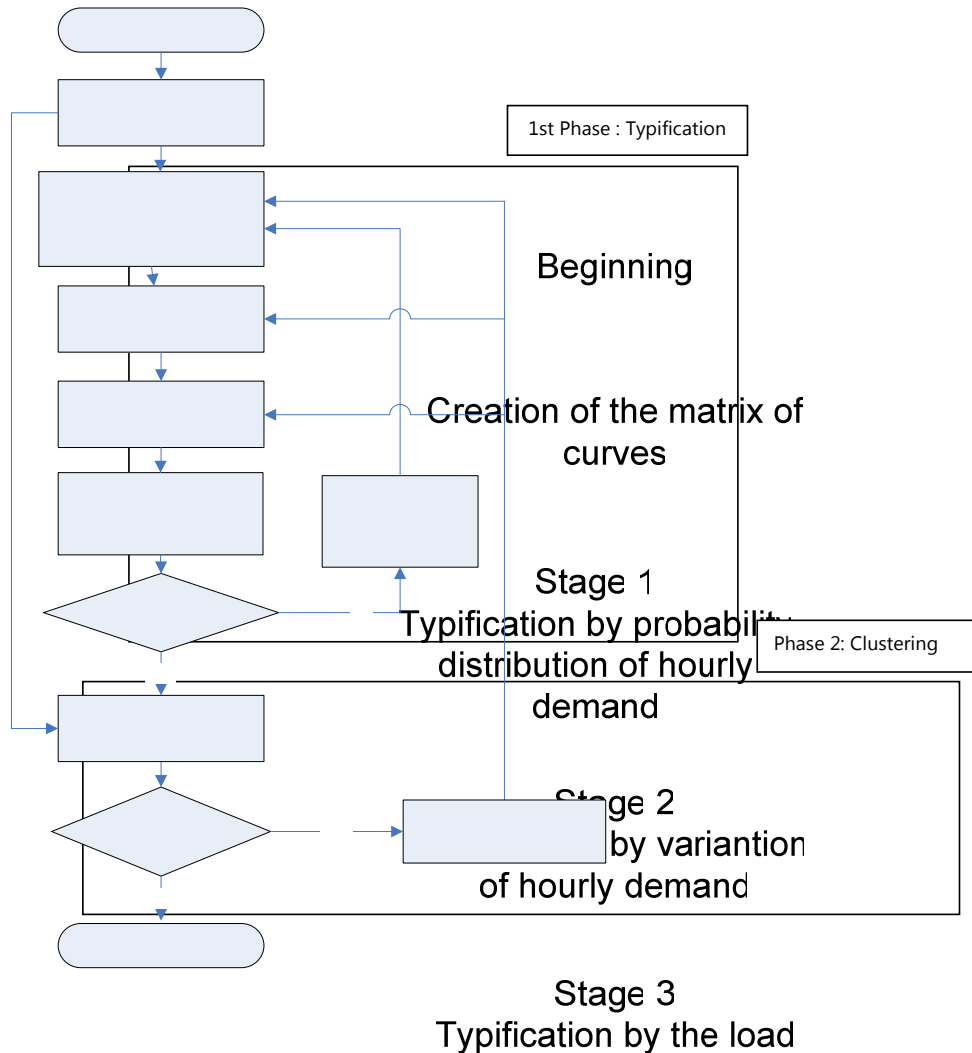 1st Phase : Typification
Beginning
Creation of the matrix of
curves
Stage 1
Typification by probability
distribution of hourly
demand
Phase 2: Clustering
Stage 2
by variantion
of hourly demand
Stage 3
Typification by the load